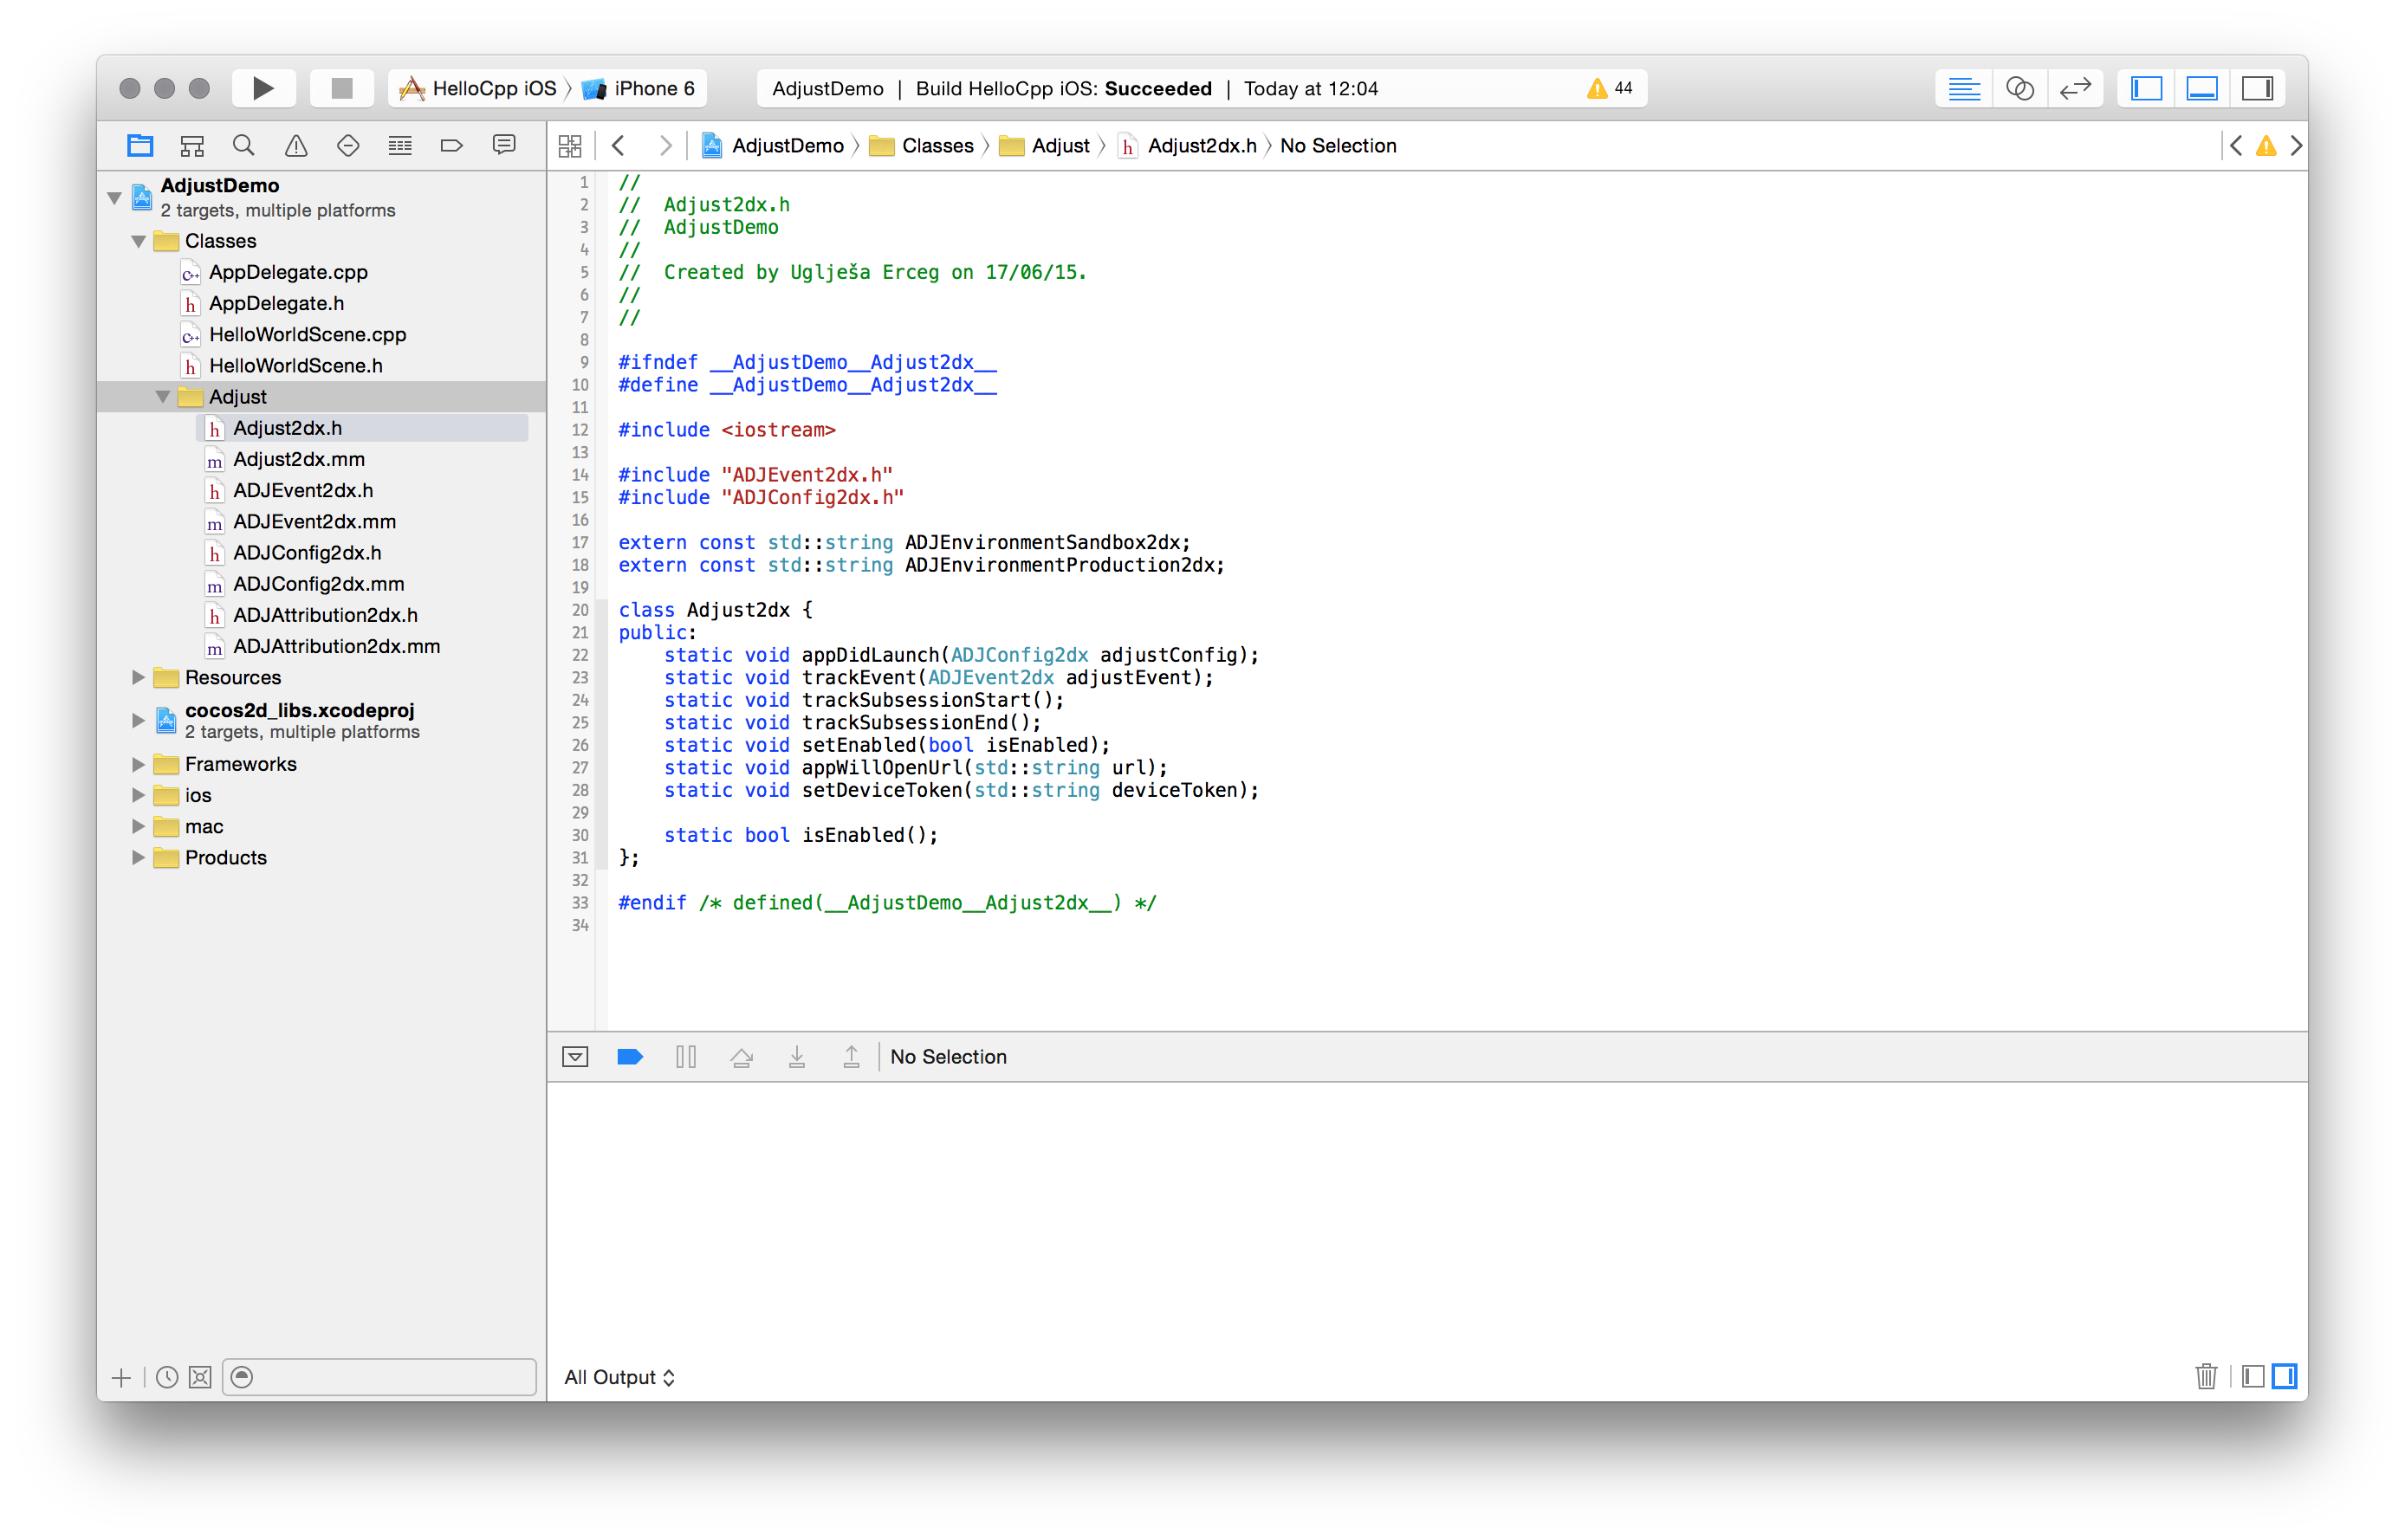 HelloCpp iOS 〉 iPhone 6
AdjustDemo | Build HelloCpp iOS: Succeeded | Today at 12:04
44
AdjustDemo 〉 Classes 〉 Adjust 〉 h Adjust2dx.h 〉 No Selection
AdjustDemo
2 targets, multiple platforms
Classes
C++ AppDelegate.cpp
h AppDelegate.h
C++ HelloWorldScene.cpp
h HelloWorldScene.h
Adjust
h Adjust2dx.h
m Adjust2dx.mm
h ADJEvent2dx.h
m ADJEvent2dx.mm
h ADJConfig2dx.h
m ADJConfig2dx.mm
h ADJAttribution2dx.h
m ADJAttribution2dx.mm
Resources
cocos2d_libs.xcodeproj
2 targets, multiple platforms
Frameworks
ios
mac
Products
1 //
2 //  Adjust2dx.h
3 //  AdjustDemo
4 //
5 //  Created by Uglješa Erceg on 17/06/15.
6 //
7 //
8
9 #ifndef __AdjustDemo__Adjust2dx__
10 #define __AdjustDemo__Adjust2dx__
11
12 #include <iostream>
13
14 #include "ADJEvent2dx.h"
15 #include "ADJConfig2dx.h"
16
17 extern const std::string ADJEnvironmentSandbox2dx;
18 extern const std::string ADJEnvironmentProduction2dx;
19
20 class Adjust2dx {
21 public:
22     static void appDidLaunch(ADJConfig2dx adjustConfig);
23     static void trackEvent(ADJEvent2dx adjustEvent);
24     static void trackSubsessionStart();
25     static void trackSubsessionEnd();
26     static void setEnabled(bool isEnabled);
27     static void appWillOpenUrl(std::string url);
28     static void setDeviceToken(std::string deviceToken);
29
30     static bool isEnabled();
31 };
32
33 #endif /* defined(__AdjustDemo__Adjust2dx__) */
34
No Selection
All Output